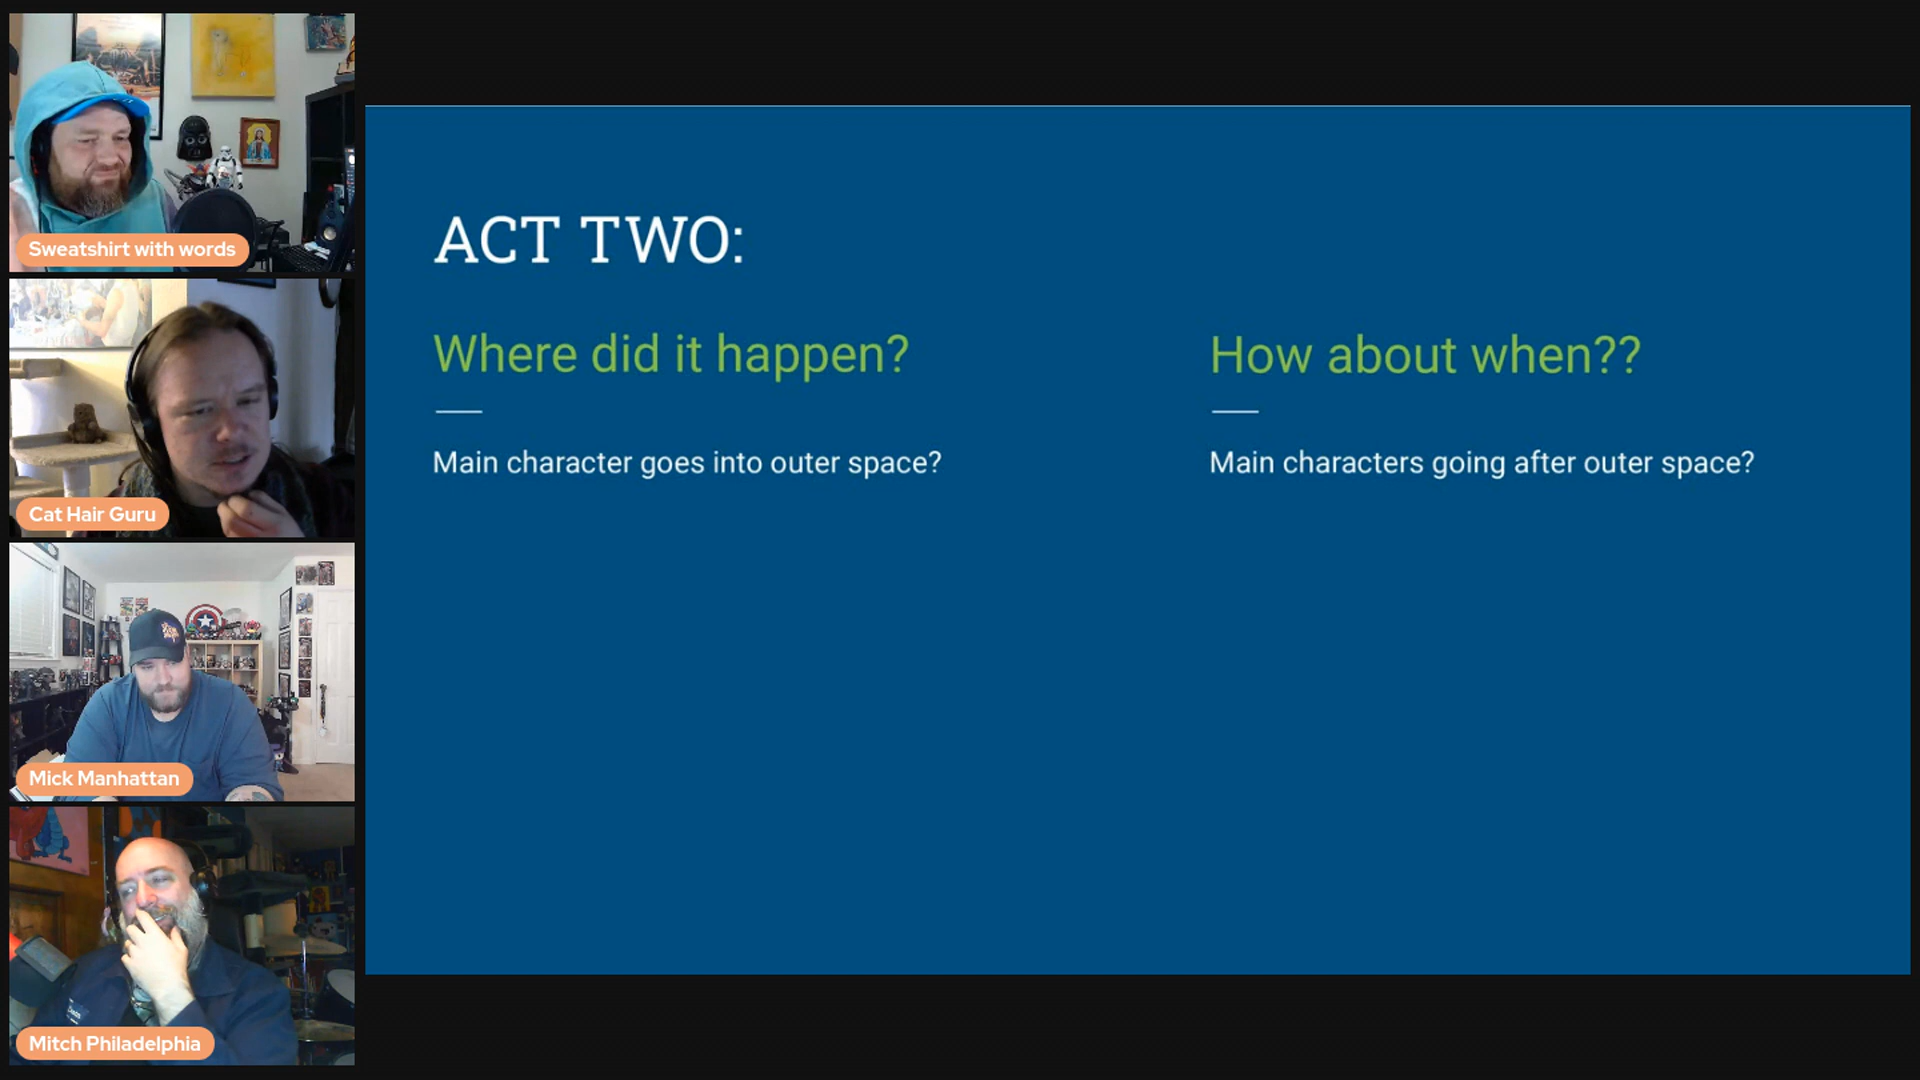 Sweatshirt with words
Cat Hair Guru
Mick Manhattan
Mitch Philadelphia
ACT TWO:
Where did it happen?
Main character goes into outer space?
How about when??
Main characters going after outer space?